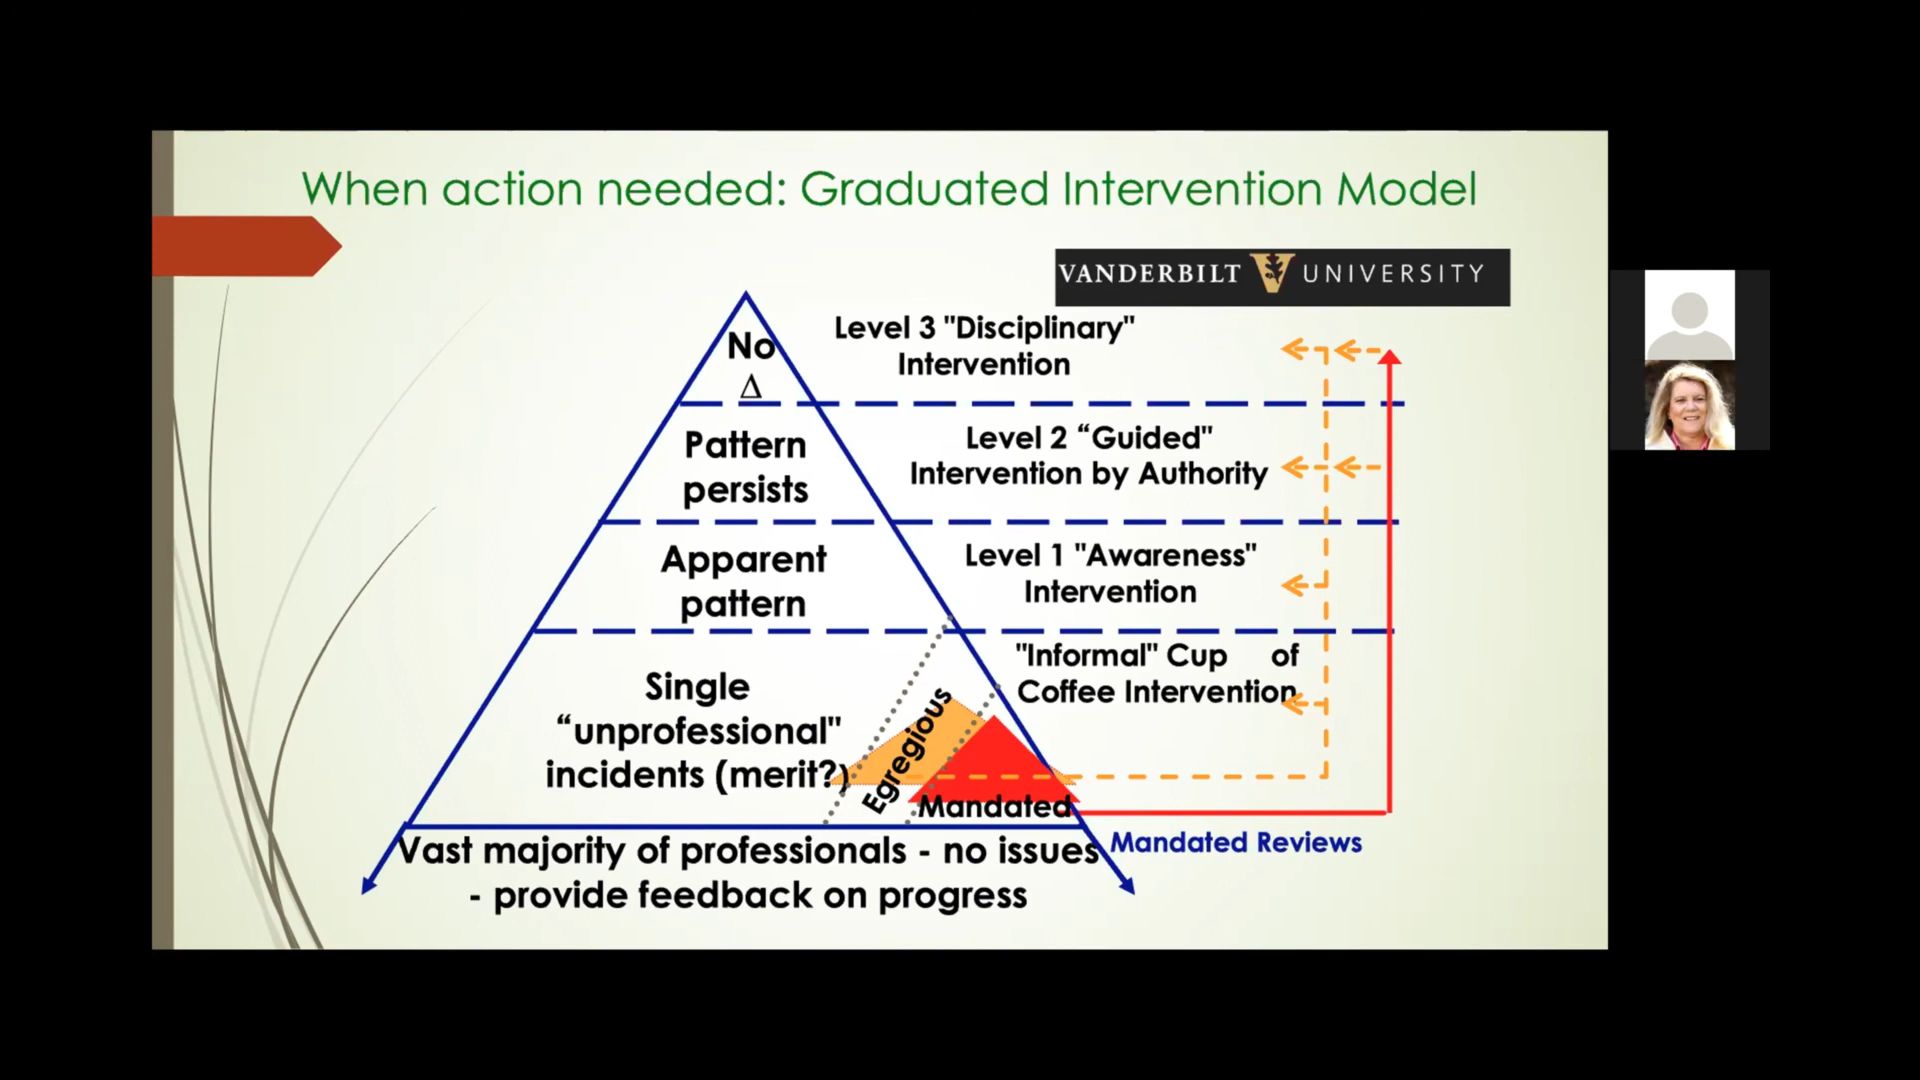 When action needed: Graduated Intervention Model
VANDERBILT V UNIVERSITY
No
Δ
Level 3 "Disciplinary"
Intervention
Pattern
persists
Level 2 “Guided"
Intervention by Authority
Apparent
pattern
Level 1 "Awareness"
Intervention
Single
“unprofessional"
incidents (merit?)
Egregious
Mandated
"Informal" Cup of
Coffee Intervention
Mandated Reviews
Vast majority of professionals - no issues
- provide feedback on progress